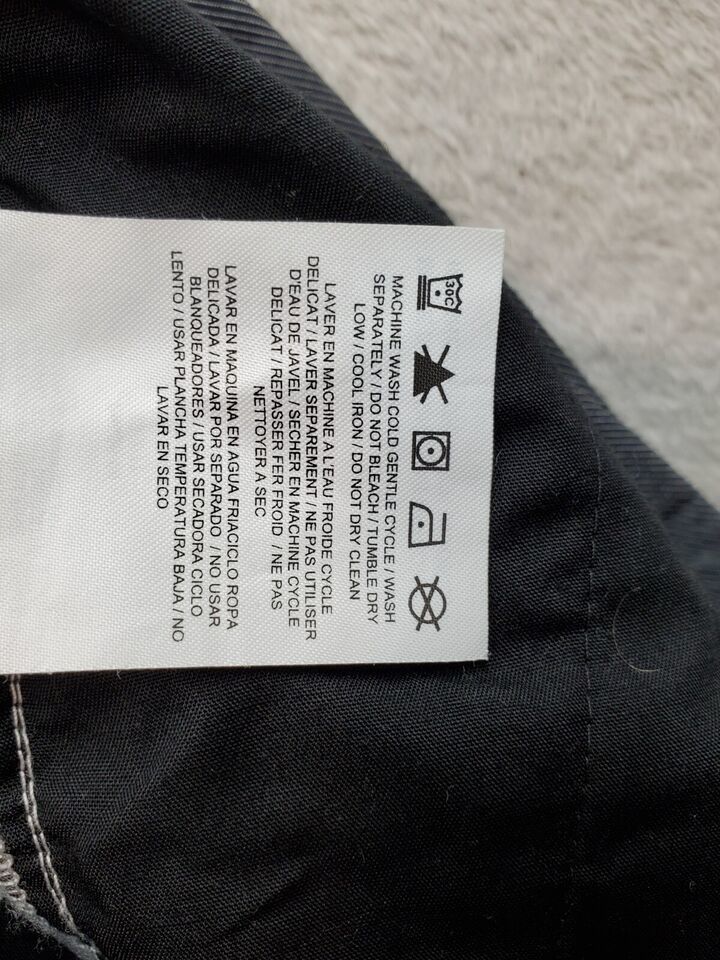 30C
MACHINE WASH COLD GENTLE CYCLE / WASH
SEPARATELY / DO NOT BLEACH / TUMBLE DRY
LOW / COOL IRON / DO NOT DRY CLEAN
LAVER EN MACHINE A L'EAU FROIDE CYCLE
DELICAT / LAVER SEPAREMENT / NE PAS UTILISER
D'EAU DE JAVEL / SECHER EN MACHINE CYCLE
DELICAT / REPASSER FER FROID / NE PAS
NETTOYER A SEC
LAVAR EN MAQUINA EN AGUA FRIACICLO ROPA
DELICADA / LAVAR POR SEPARADO / NO USAR
BLANQUEADORES / USAR SECADORA CICLO
LENTO / USAR PLANCHA TEMPERATURA BAJA / NO
LAVAR EN SECO